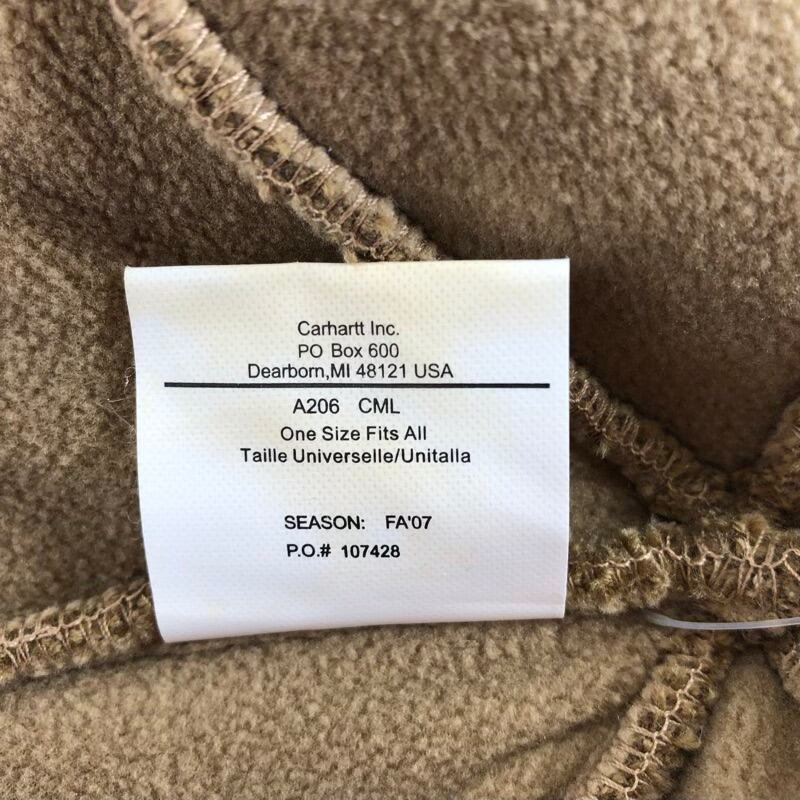 Carhartt Inc.
PO Box 600
Dearborn,MI 48121 USA
A206 CML
One Size Fits All
Taille Universelle/Unitalla
SEASON: FA'07
P.O.# 107428